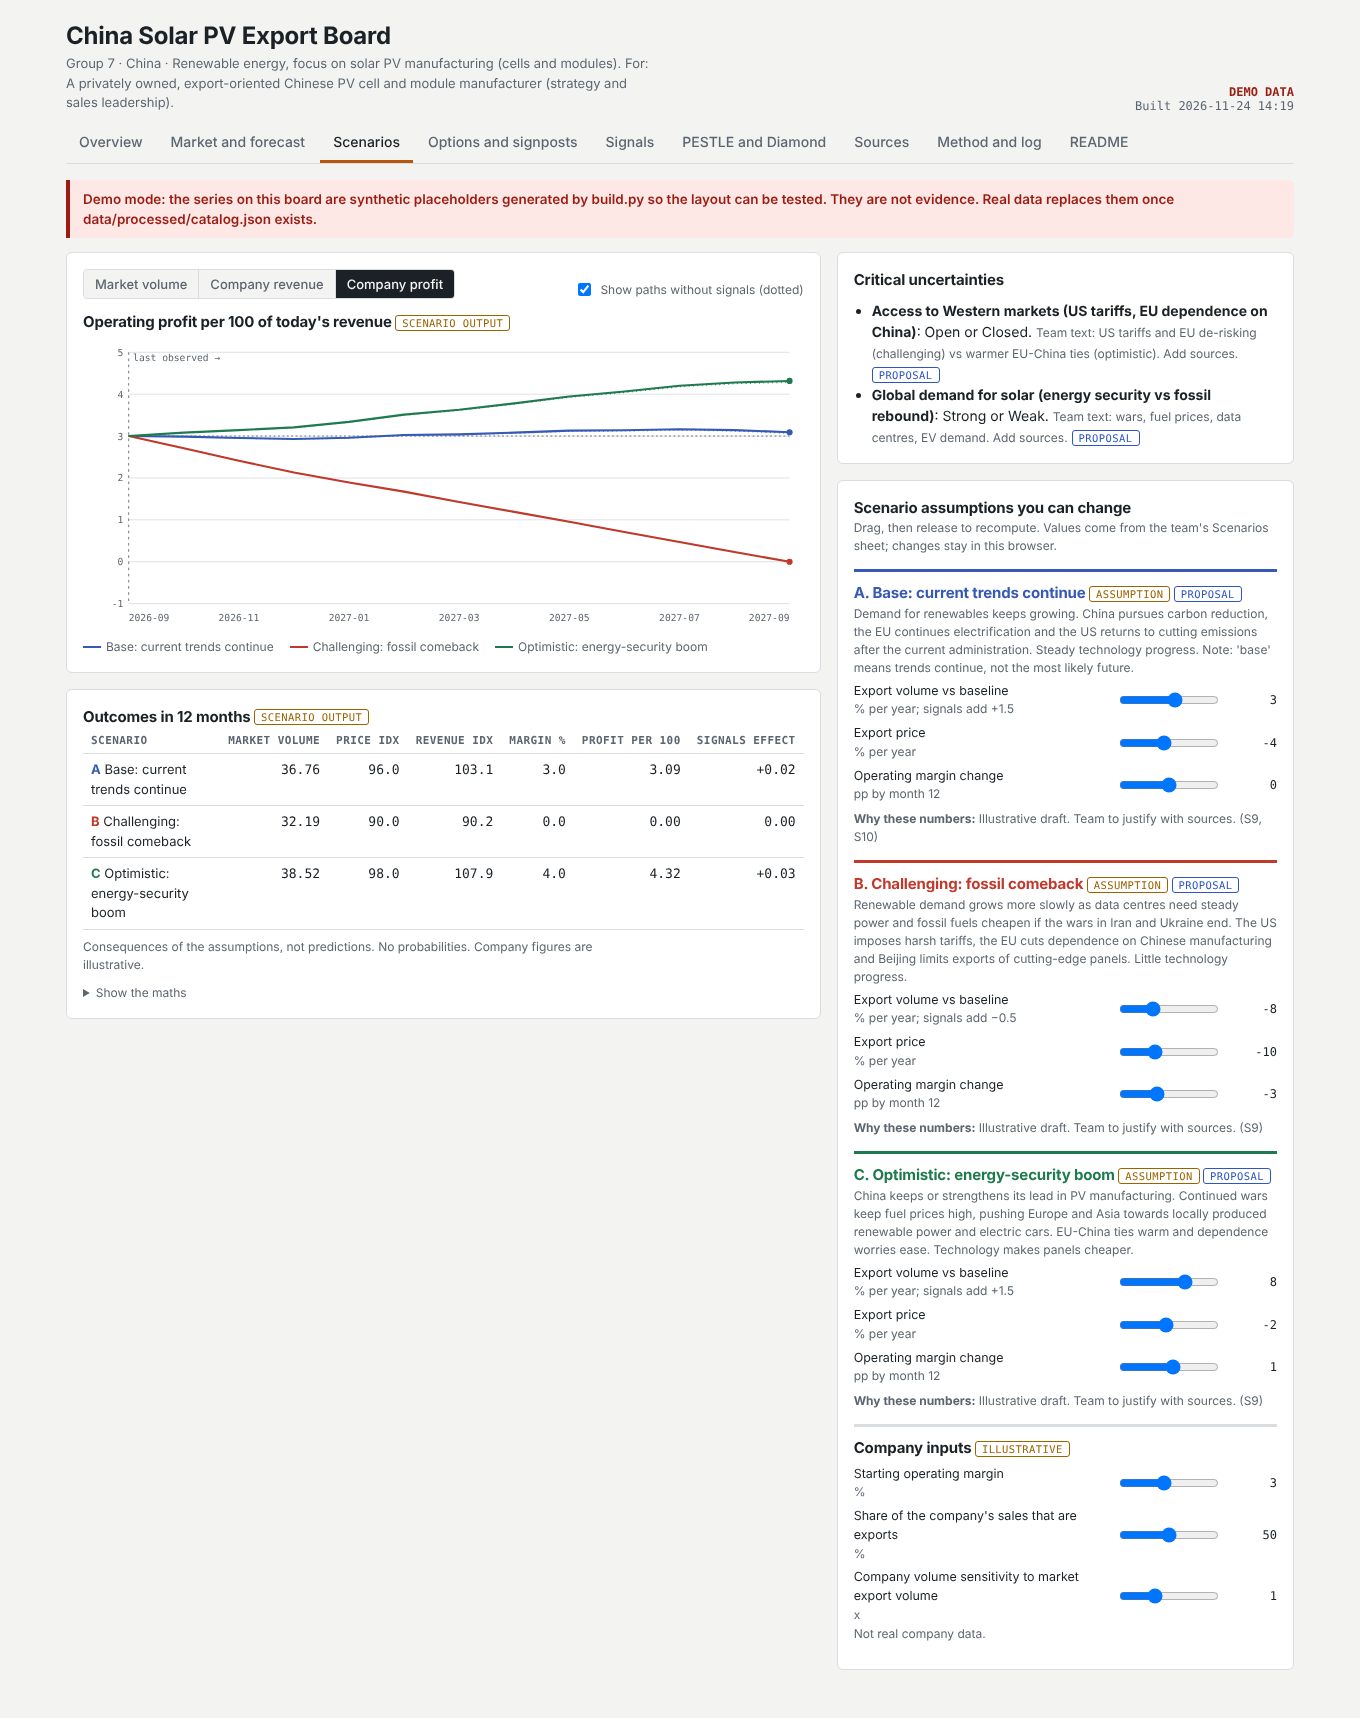 China Solar PV Export Board
Group 7 · China · Renewable energy, focus on solar PV manufacturing (cells and modules). For:
A privately owned, export-oriented Chinese PV cell and module manufacturer (strategy and
sales leadership).
DEMO DATA
Built 2026-11-24 14:19
Overview Market and forecast Scenarios Options and signposts Signals PESTLE and Diamond Sources Method and log README
Demo mode: the series on this board are synthetic placeholders generated by build.py so the layout can be tested. They are not evidence. Real data replaces them once
data/processed/catalog.json exists.
Market volume Company revenue Company profit
Show paths without signals (dotted)
Operating profit per 100 of today's revenue SCENARIO OUTPUT
5
last observed →
4
3
2
1
0
-1
2026-09 2026-11 2027-01 2027-03 2027-05 2027-07 2027-09
Base: current trends continue Challenging: fossil comeback Optimistic: energy-security boom
Outcomes in 12 months SCENARIO OUTPUT
SCENARIO MARKET VOLUME PRICE IDX REVENUE IDX MARGIN % PROFIT PER 100 SIGNALS EFFECT
A Base: current 36.76 96.0 103.1 3.0 3.09 +0.02
trends continue
B Challenging: 32.19 90.0 90.2 0.0 0.00 0.00
fossil comeback
C Optimistic: 38.52 98.0 107.9 4.0 4.32 +0.03
energy-security
boom
Consequences of the assumptions, not predictions. No probabilities. Company figures are
illustrative.
Show the maths
Critical uncertainties
Access to Western markets (US tariffs, EU dependence on
China): Open or Closed. Team text: US tariffs and EU de-risking
(challenging) vs warmer EU-China ties (optimistic). Add sources.
PROPOSAL
Global demand for solar (energy security vs fossil
rebound): Strong or Weak. Team text: wars, fuel prices, data
centres, EV demand. Add sources. PROPOSAL
Scenario assumptions you can change
Drag, then release to recompute. Values come from the team's Scenarios
sheet; changes stay in this browser.
A. Base: current trends continue ASSUMPTION PROPOSAL
Demand for renewables keeps growing. China pursues carbon reduction,
the EU continues electrification and the US returns to cutting emissions
after the current administration. Steady technology progress. Note: 'base'
means trends continue, not the most likely future.
Export volume vs baseline
% per year; signals add +1.5
3
Export price
% per year
-4
Operating margin change
pp by month 12
0
Why these numbers: Illustrative draft. Team to justify with sources. (S9,
S10)
B. Challenging: fossil comeback ASSUMPTION PROPOSAL
Renewable demand grows more slowly as data centres need steady
power and fossil fuels cheapen if the wars in Iran and Ukraine end. The US
imposes harsh tariffs, the EU cuts dependence on Chinese manufacturing
and Beijing limits exports of cutting-edge panels. Little technology
progress.
Export volume vs baseline
% per year; signals add −0.5
-8
Export price
% per year
-10
Operating margin change
pp by month 12
-3
Why these numbers: Illustrative draft. Team to justify with sources. (S9)
C. Optimistic: energy-security boom ASSUMPTION PROPOSAL
China keeps or strengthens its lead in PV manufacturing. Continued wars
keep fuel prices high, pushing Europe and Asia towards locally produced
renewable power and electric cars. EU-China ties warm and dependence
worries ease. Technology makes panels cheaper.
Export volume vs baseline
% per year; signals add +1.5
8
Export price
% per year
-2
Operating margin change
pp by month 12
1
Why these numbers: Illustrative draft. Team to justify with sources. (S9)
Company inputs ILLUSTRATIVE
Starting operating margin
%
3
Share of the company's sales that are
exports
%
50
Company volume sensitivity to market
export volume
x
1
Not real company data.